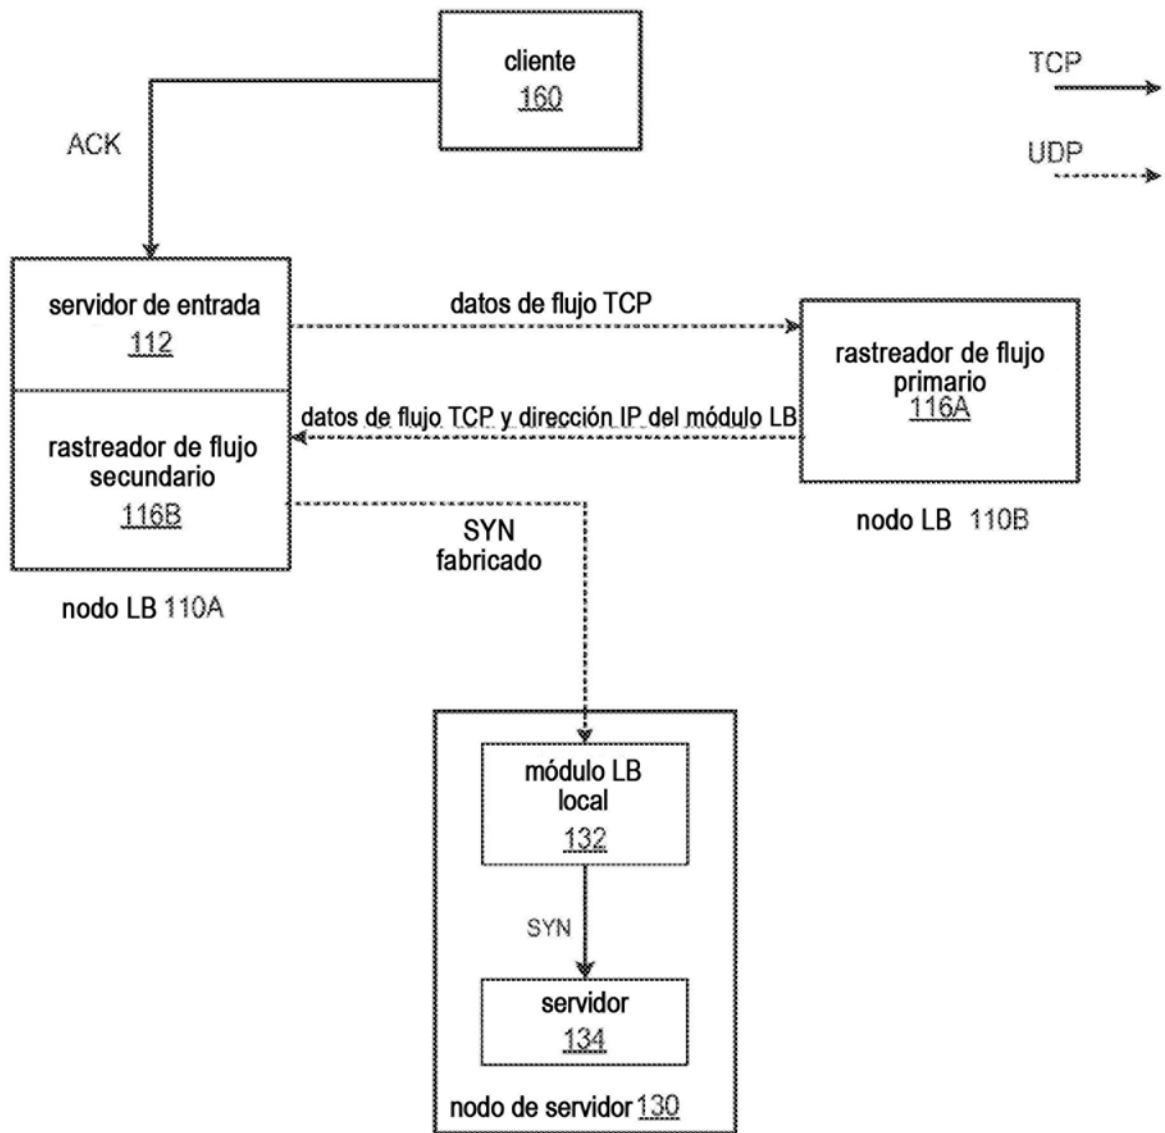 cliente
160
TCP
ACK
UDP
servidor de entrada
112
datos de flujo TCP
rastreador de flujo
primario
116A
datos de flujo TCP y dirección IP del módulo LB
rastreador de flujo
secundario
116B
SYN
fabricado
nodo LB 110B
nodo LB 110A
módulo LB
local
132
SYN
servidor
134
nodo de servidor 130